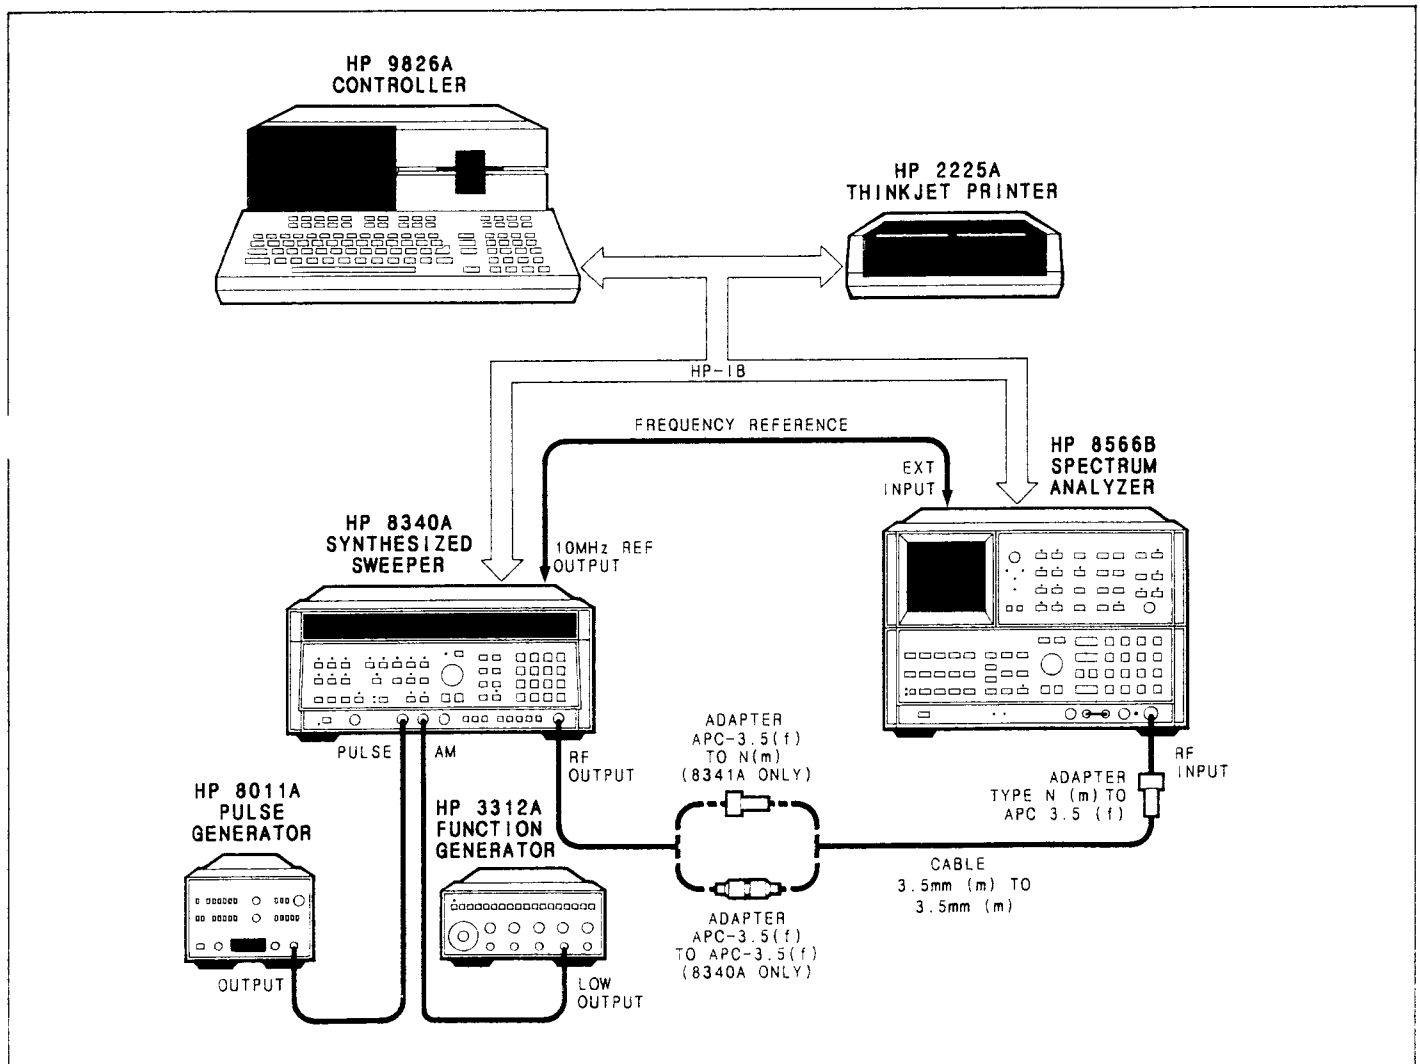 HP 9826A
CONTROLLER
HP 2225A
THINKJET PRINTER
HP-IB
FREQUENCY REFERENCE
EXT
INPUT
HP 8566B
SPECTRUM
ANALYZER
HP 8340A
SYNTHESIZED
SWEEPER
10MHz REF
OUTPUT
PULSE
AM
RF
OUTPUT
ADAPTER
APC-3.5(f)
TO N(m)
(8341A ONLY)
ADAPTER
TYPE N (m) TO
APC 3.5 (f)
RF
INPUT
HP 8011A
PULSE
GENERATOR
HP 3312A
FUNCTION
GENERATOR
CABLE
3.5mm (m) TO
3.5mm (m)
ADAPTER
APC-3.5(f)
TO APC-3.5(f)
(8340A ONLY)
OUTPUT
LOW
OUTPUT